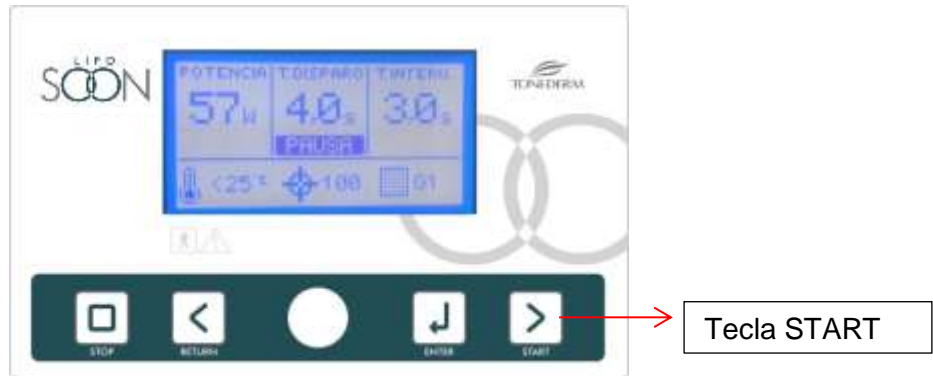 LIPO
SOON
POTENCIA T.DISPARO T.INTERV.
57W 4,0s 3,0s
PAUSA
<25°C 100 G1
TONEDERM
STOP
RETURN
ENTER
START
Tecla START